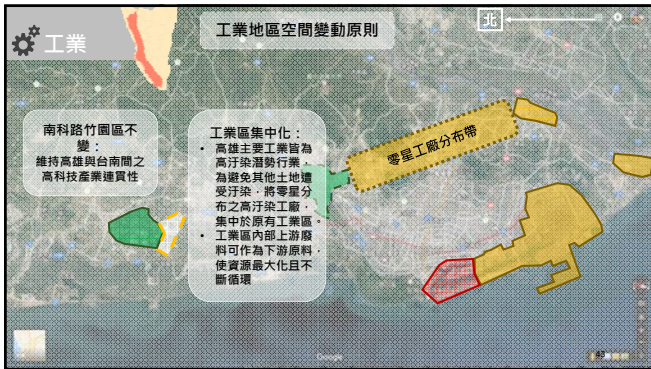 工業
工業地區空間變動原則
北
南科路竹園區不
變：
維持高雄與台南間之
高科技產業連貫性
工業區集中化：
• 高雄主要工業皆為
高汙染潛勢行業，
為避免其他土地遭
受汙染，將零星分
布之高汙染工廠，
集中於原有工業區。
• 工業區內部上游廢
料可作為下游原料，
使資源最大化且不
斷循環
零星工廠分布帶
Google
43